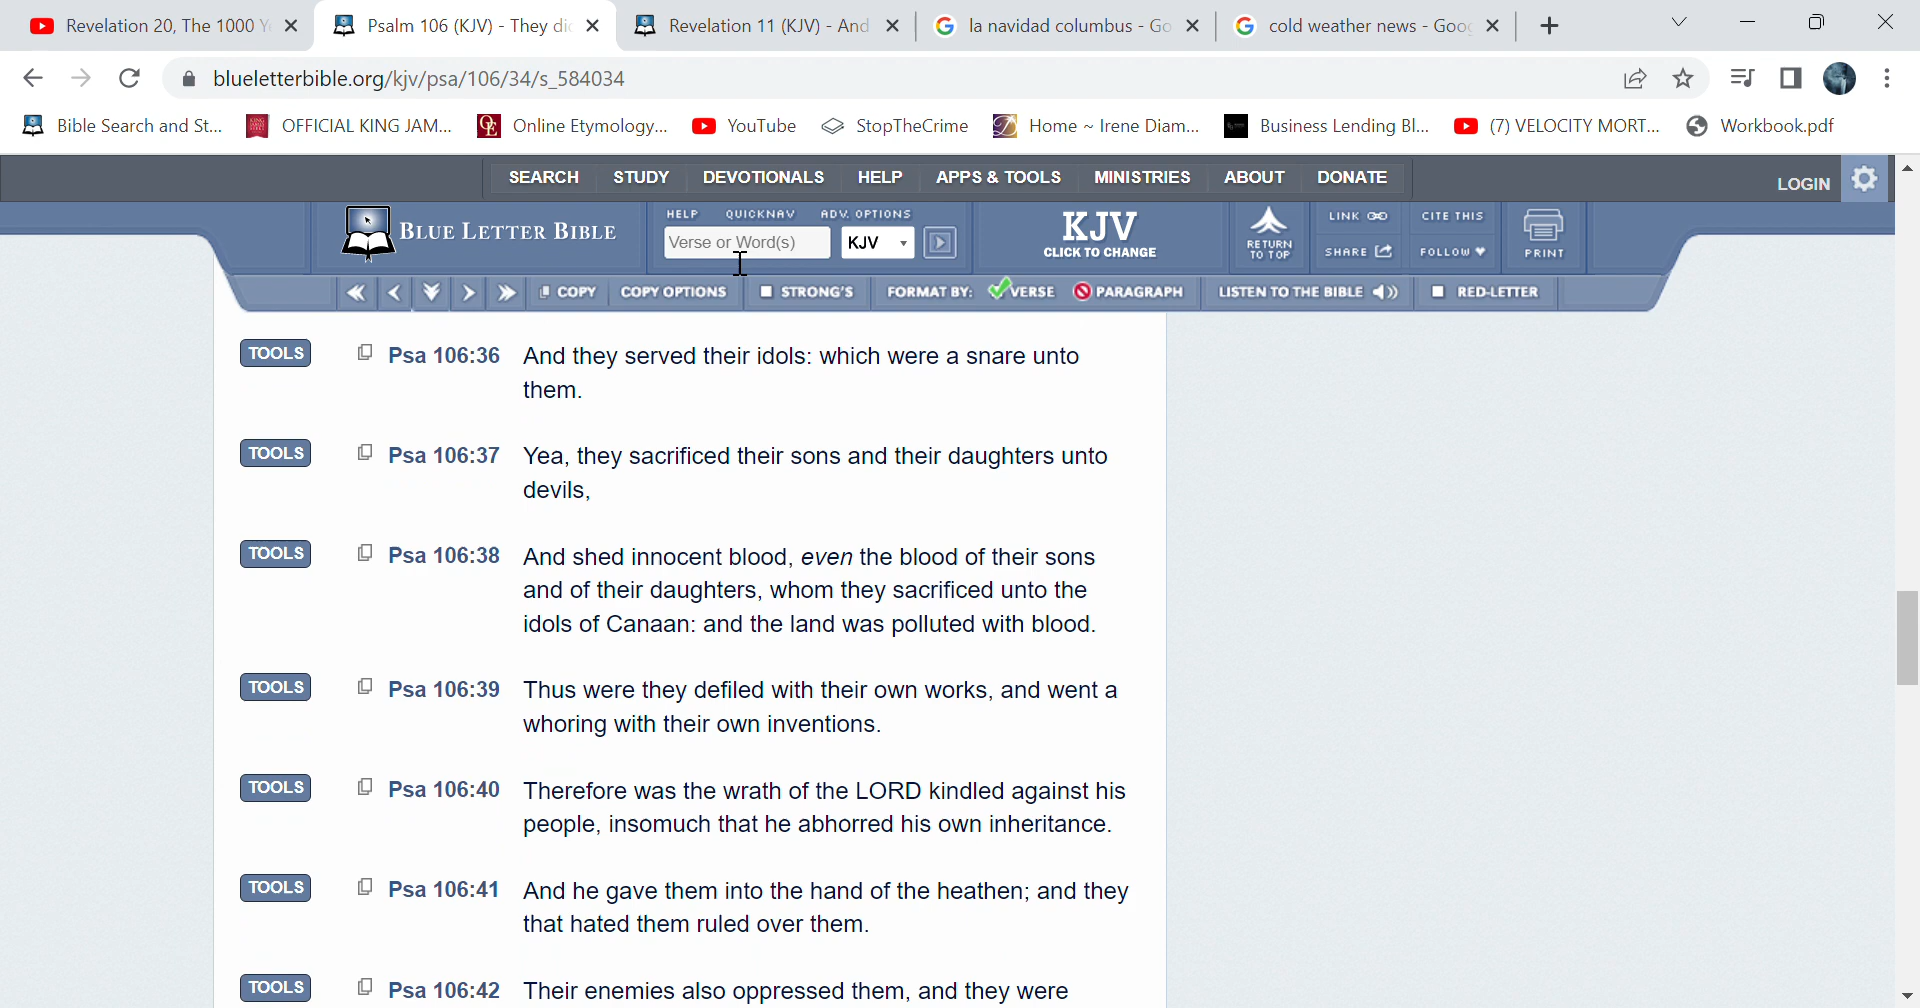 Revelation 20, The 1000 Y
Psalm 106 (KJV) - They di
Revelation 11 (KJV) - And
la navidad columbus - Go
cold weather news - Goog
blueletterbible.org/kjv/psa/106/34/s_584034
Bible Search and St...
OFFICIAL KING JAM...
Online Etymology...
YouTube
StopTheCrime
Home ~ Irene Diam...
Business Lending Bl...
(7) VELOCITY MORT...
Workbook.pdf
SEARCH STUDY DEVOTIONALS HELP APPS & TOOLS MINISTRIES ABOUT DONATE
LOGIN
BLUE LETTER BIBLE
HELP QUICKNAV ADV. OPTIONS
Verse or Word(s)
KJV
KJV
CLICK TO CHANGE
RETURN
TO TOP
LINK
CITE THIS
SHARE
FOLLOW
PRINT
COPY COPY OPTIONS STRONG'S FORMAT BY: VERSE PARAGRAPH LISTEN TO THE BIBLE RED-LETTER
TOOLS Psa 106:36 And they served their idols: which were a snare unto
them.
TOOLS Psa 106:37 Yea, they sacrificed their sons and their daughters unto
devils,
TOOLS Psa 106:38 And shed innocent blood, even the blood of their sons
and of their daughters, whom they sacrificed unto the
idols of Canaan: and the land was polluted with blood.
TOOLS Psa 106:39 Thus were they defiled with their own works, and went a
whoring with their own inventions.
TOOLS Psa 106:40 Therefore was the wrath of the LORD kindled against his
people, insomuch that he abhorred his own inheritance.
TOOLS Psa 106:41 And he gave them into the hand of the heathen; and they
that hated them ruled over them.
TOOLS Psa 106:42 Their enemies also oppressed them, and they were